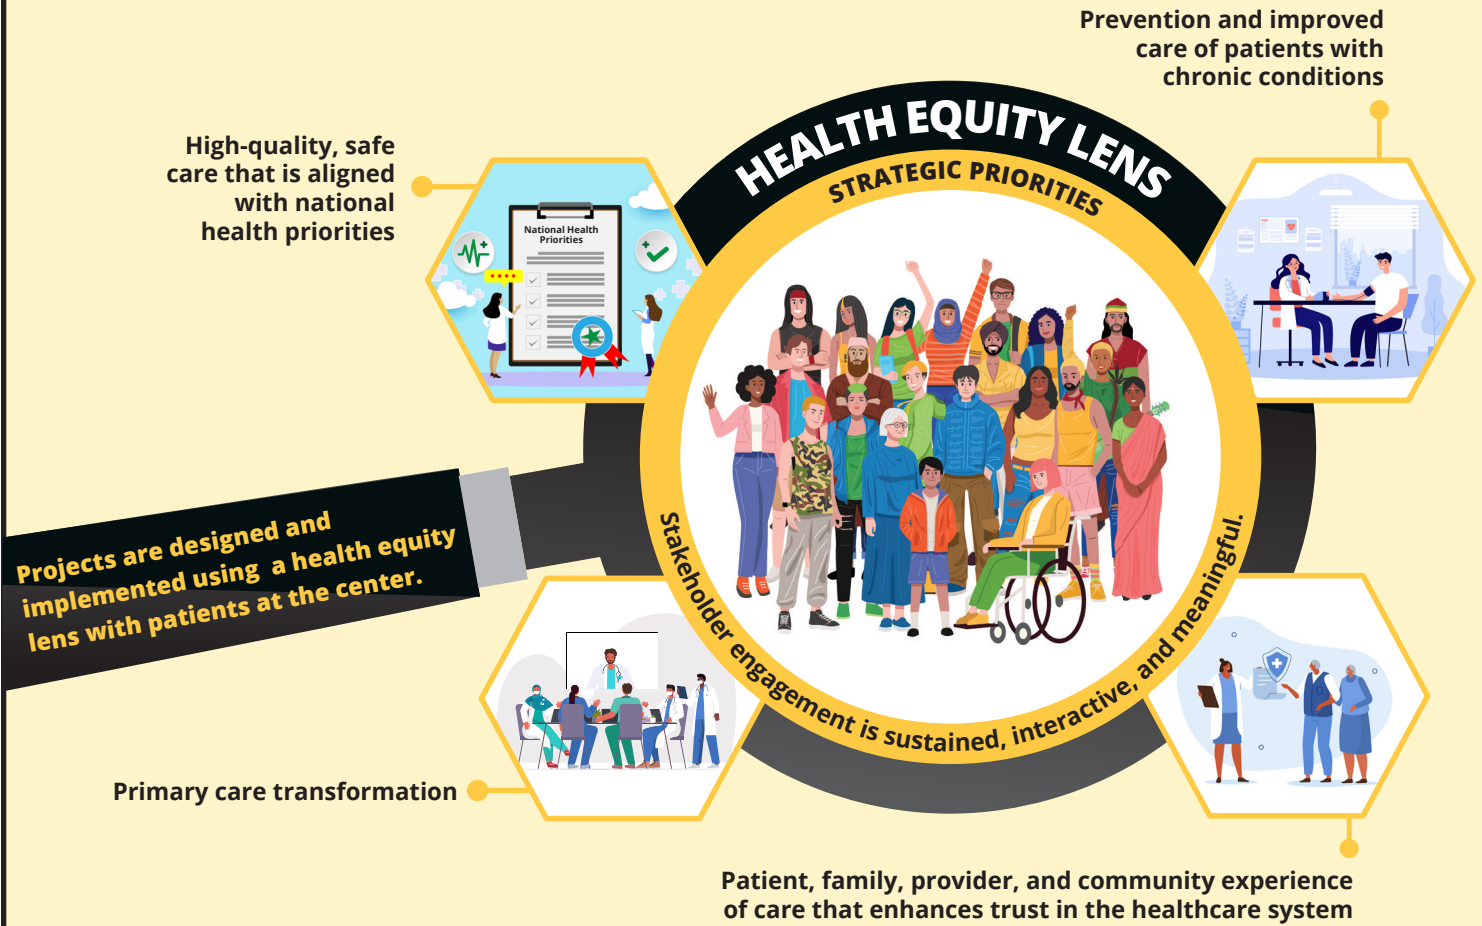 Prevention and improved
care of patients with
chronic conditions
High-quality, safe
care that is aligned
with national
health priorities
National Health
Priorities
HEALTH EQUITY LENS
STRATEGIC PRIORITIES
Stakeholder engagement is sustained, interactive, and meaningful.
Projects are designed and
implemented using a health equity
lens with patients at the center.
Primary care transformation
Patient, family, provider, and community experience
of care that enhances trust in the healthcare system